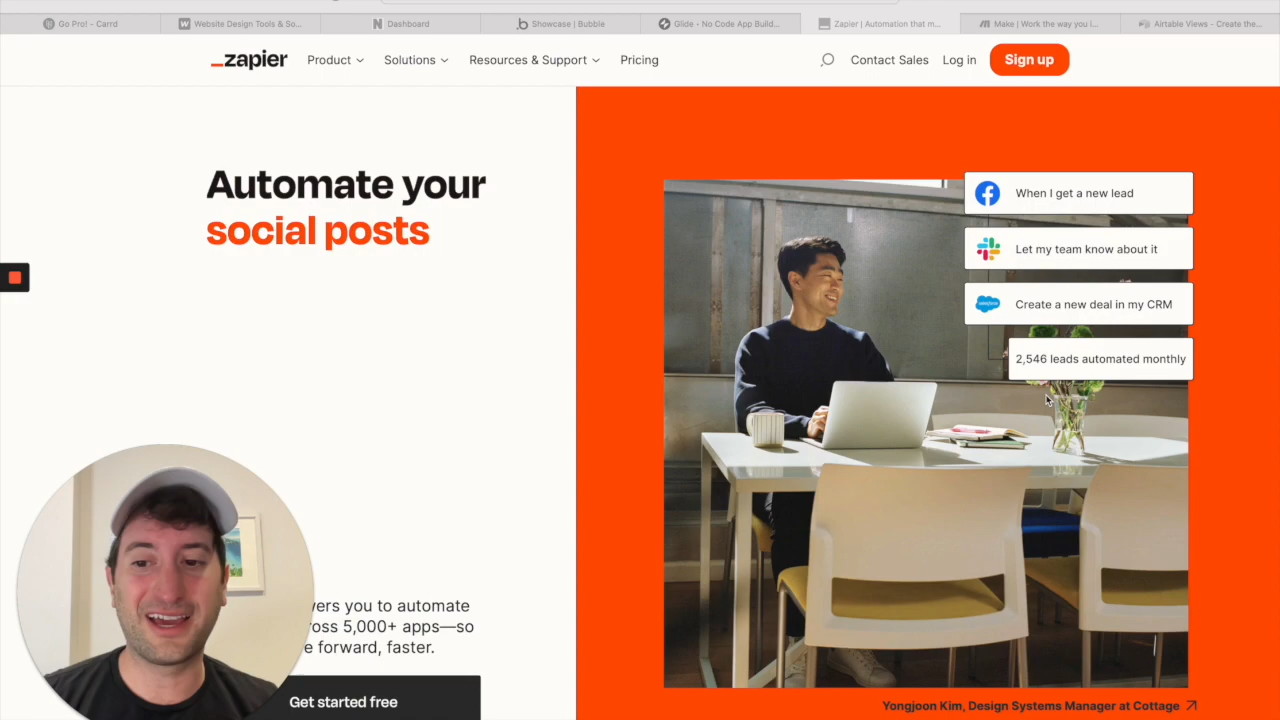 Go Pro! - Carrd
Website Design Tools & So...
Dashboard
Showcase | Bubble
Glide - No Code App Build...
Zapier | Automation that m...
Make | Work the way you i...
Airtable Views - Create the...
zapier
Product
Solutions
Resources & Support
Pricing
Contact Sales
Log in
Sign up
Automate your
social posts
When I get a new lead
Let my team know about it
salesforce
Create a new deal in my CRM
2,546 leads automated monthly
wers you to automate
ross 5,000+ apps—so
e forward, faster.
Get started free
Yongjoon Kim, Design Systems Manager at Cottage